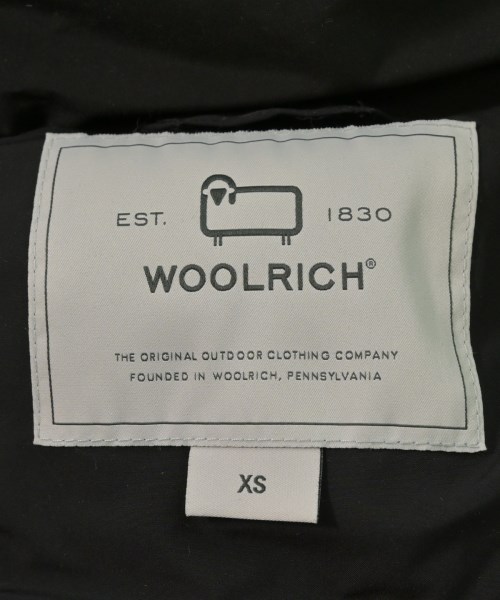 EST. 1830
WOOLRICH®
THE ORIGINAL OUTDOOR CLOTHING COMPANY
FOUNDED IN WOOLRICH, PENNSYLVANIA
XS